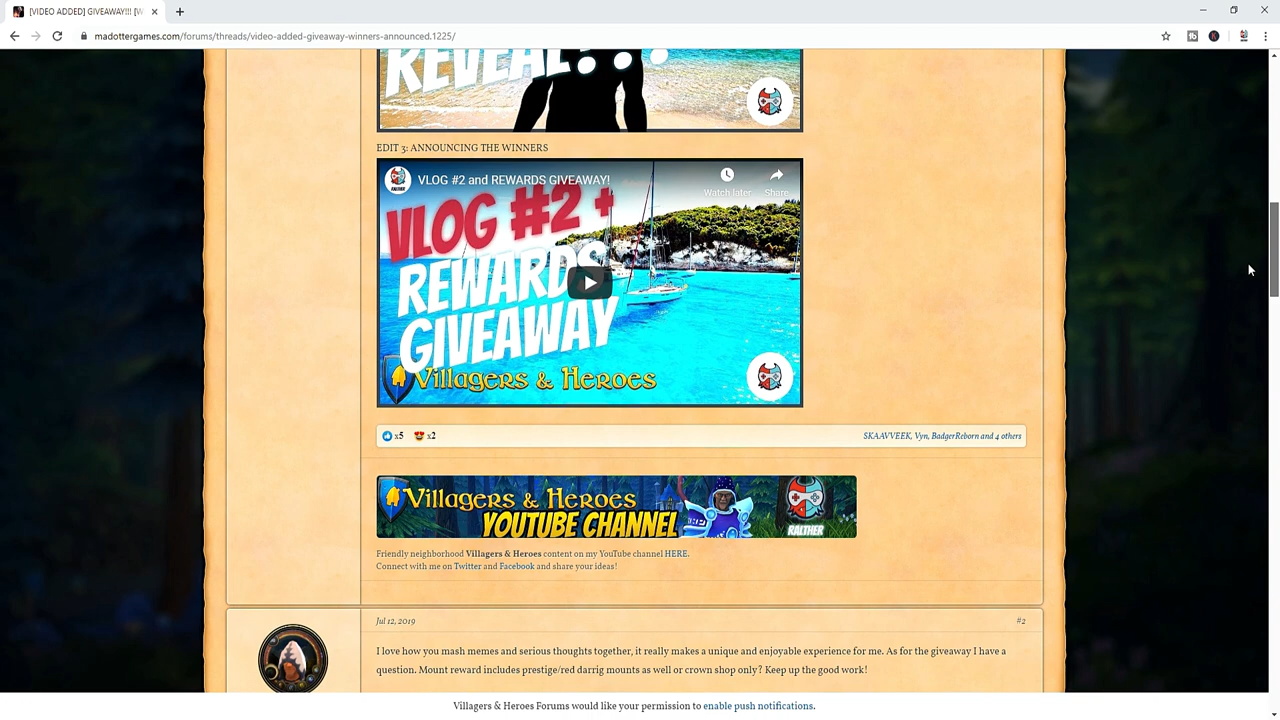 [VIDEO ADDED] GIVEAWAY!!! [W
madottergames.com/forums/threads/video-added-giveaway-winners-announced.1225/
REVEAL?..
EDIT 3: ANNOUNCING THE WINNERS
VLOG #2 and REWARDS GIVEAWAY!
Watch later
Share
RALTHER
VLOG #2 +
REWARDS
GIVEAWAY
Villagers & Heroes
x5 x2
SKAAVVEEK, Vyn, BadgerReborn and 4 others
Villagers & Heroes
YOUTUBE CHANNEL
RALTHER
Friendly neighborhood Villagers & Heroes content on my YouTube channel HERE.
Connect with me on Twitter and Facebook and share your ideas!
Jul 12, 2019
#2
I love how you mash memes and serious thoughts together, it really makes a unique and enjoyable experience for me. As for the giveaway I have a
question. Mount reward includes prestige/red darrig mounts as well or crown shop only? Keep up the good work!
Villagers & Heroes Forums would like your permission to enable push notifications.